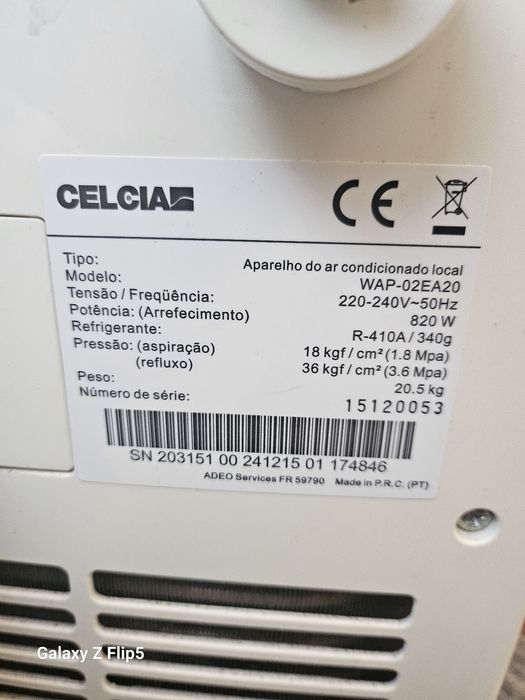 CELCIA
CE
Tipo: Aparelho do ar condicionado local
Modelo: WAP-02EA20
Tensão / Freqüência: 220-240V~50Hz
Potência: (Arrefecimento) 820 W
Refrigerante: R-410A / 340g
Pressão: (aspiração) 18 kgf / cm² (1.8 Mpa)
(refluxo) 36 kgf / cm² (3.6 Mpa)
Peso: 20.5 kg
Número de série: 15120053
SN 203151 00 241215 01 174846
ADEO Services FR 59790 Made in P.R.C. (PT)
Galaxy Z Flip5